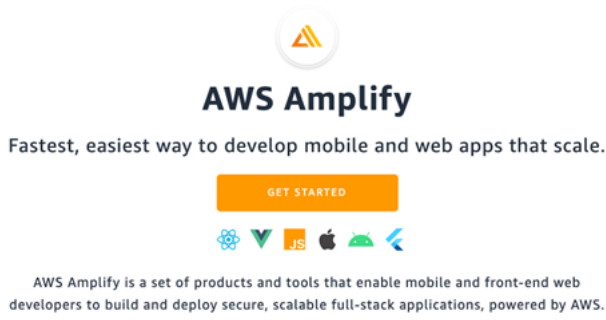 AWS Amplify
Fastest, easiest way to develop mobile and web apps that scale.
GET STARTED
JS
AWS Amplify is a set of products and tools that enable mobile and front-end web
developers to build and deploy secure, scalable full-stack applications, powered by AWS.